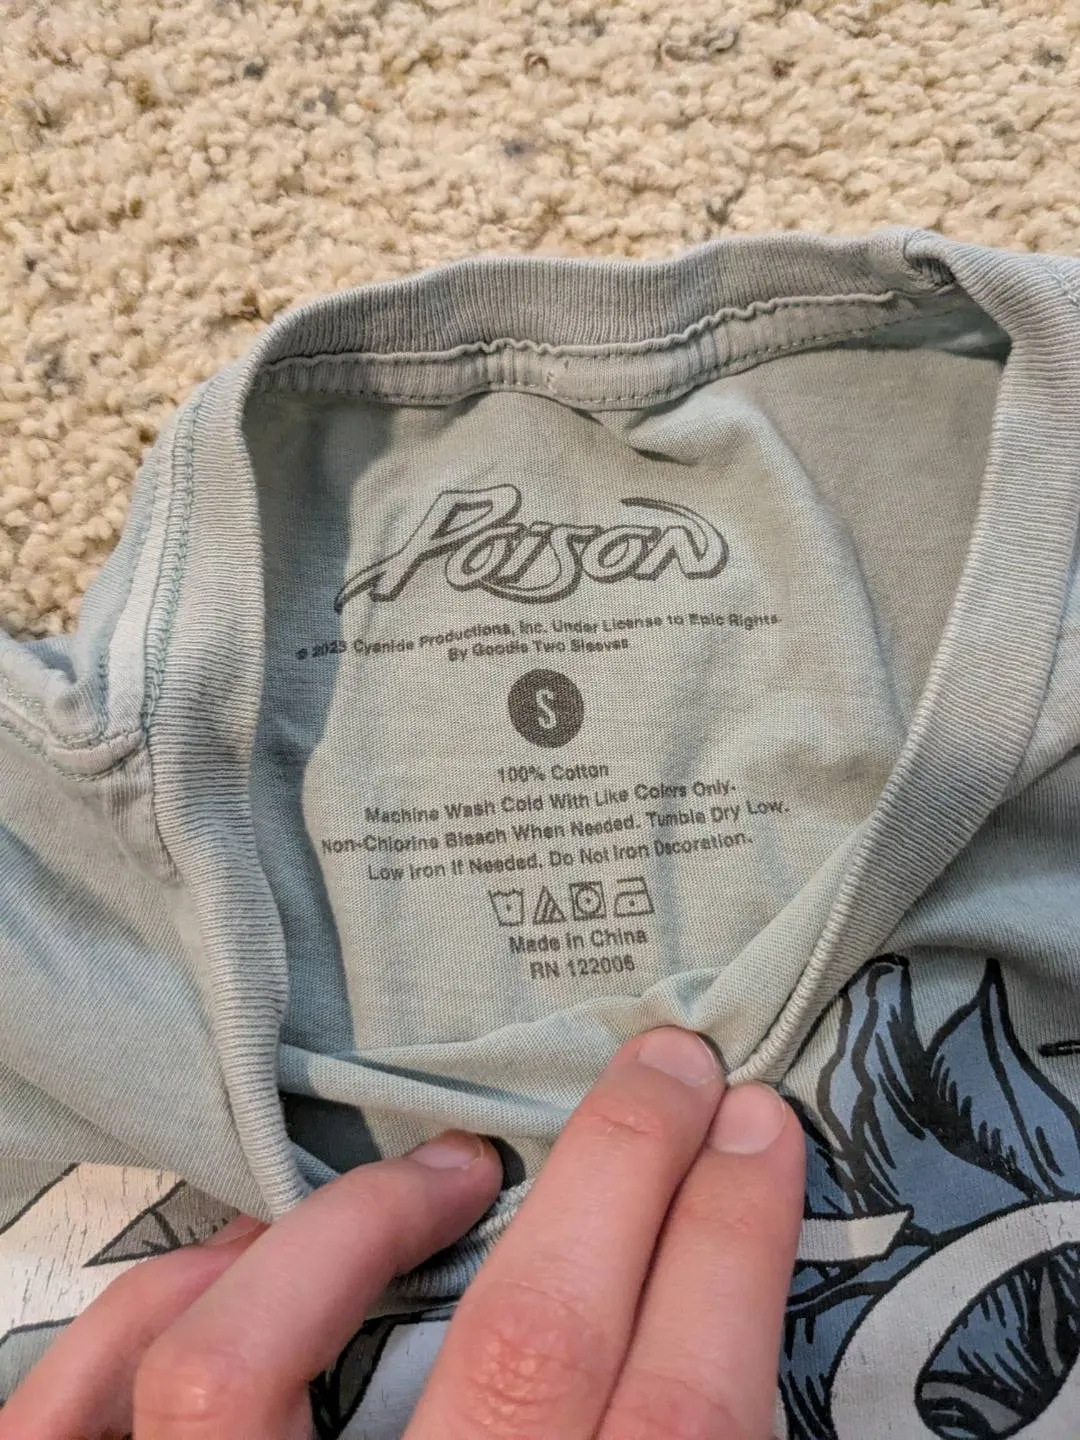 Poison
© 2023 Cyanide Productions, Inc. Under License to Epic Rights
By Goodie Two Sleeves
S
100% Cotton
Machine Wash Cold With Like Colors Only.
Non-Chlorine Bleach When Needed. Tumble Dry Low.
Low Iron If Needed. Do Not Iron Decoration.
Made in China
RN 122006